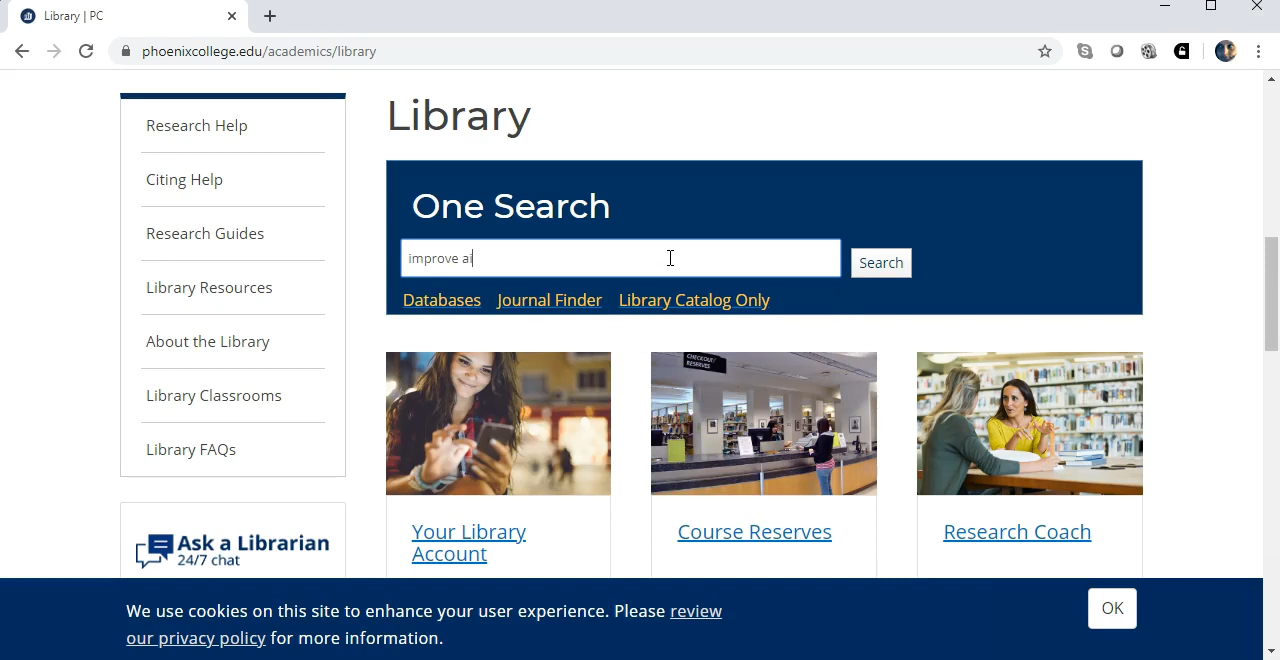 Library | PC
phoenixcollege.edu/academics/library
Research Help
Citing Help
Research Guides
Library Resources
About the Library
Library Classrooms
Library FAQs
Ask a Librarian
24/7 chat
Library
One Search
improve ai
Search
Databases Journal Finder Library Catalog Only
CHECKOUT/
RESERVES
Your Library
Account
Course Reserves
Research Coach
We use cookies on this site to enhance your user experience. Please review
our privacy policy for more information.
OK